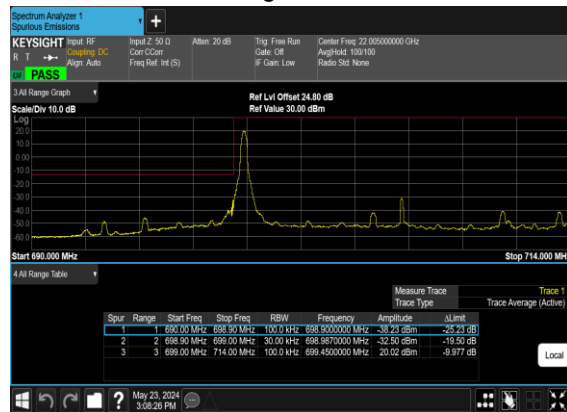 Spectrum Analyzer 1
Spurious Emissions
+
KEYSIGHT Input: RF Input Z: 50 Ω Atten: 20 dB Trig: Free Run Center Freq: 22.005000000 GHz
R T Coupling: DC Corr CCorr Gate: Off Avg|Hold: 100/100
Align: Auto Freq Ref: Int (S) IF Gain: Low Radio Std: None
PASS
3 All Range Graph
Scale/Div 10.0 dB Ref Lvl Offset 24.80 dB
Ref Value 30.00 dBm
Log
20.0
10.0
0.00
-10.0
-20.0
-30.0
-40.0
-50.0
-60.0
Start 690.000 MHz Stop 714.000 MH
4 All Range Table
Measure Trace Trace 1
Trace Type Trace Average (Active)
Spur Range Start Freq Stop Freq RBW Frequency Amplitude ΔLimit
1 1 690.00 MHz 698.90 MHz 100.0 kHz 698.9000000 MHz -38.23 dBm -25.23 dB
2 2 698.90 MHz 699.00 MHz 30.00 kHz 698.9870000 MHz -32.50 dBm -19.50 dB
3 3 699.00 MHz 714.00 MHz 100.0 kHz 699.4500000 MHz 20.02 dBm -9.977 dB
Local
? May 23, 2024
3:08:26 PM